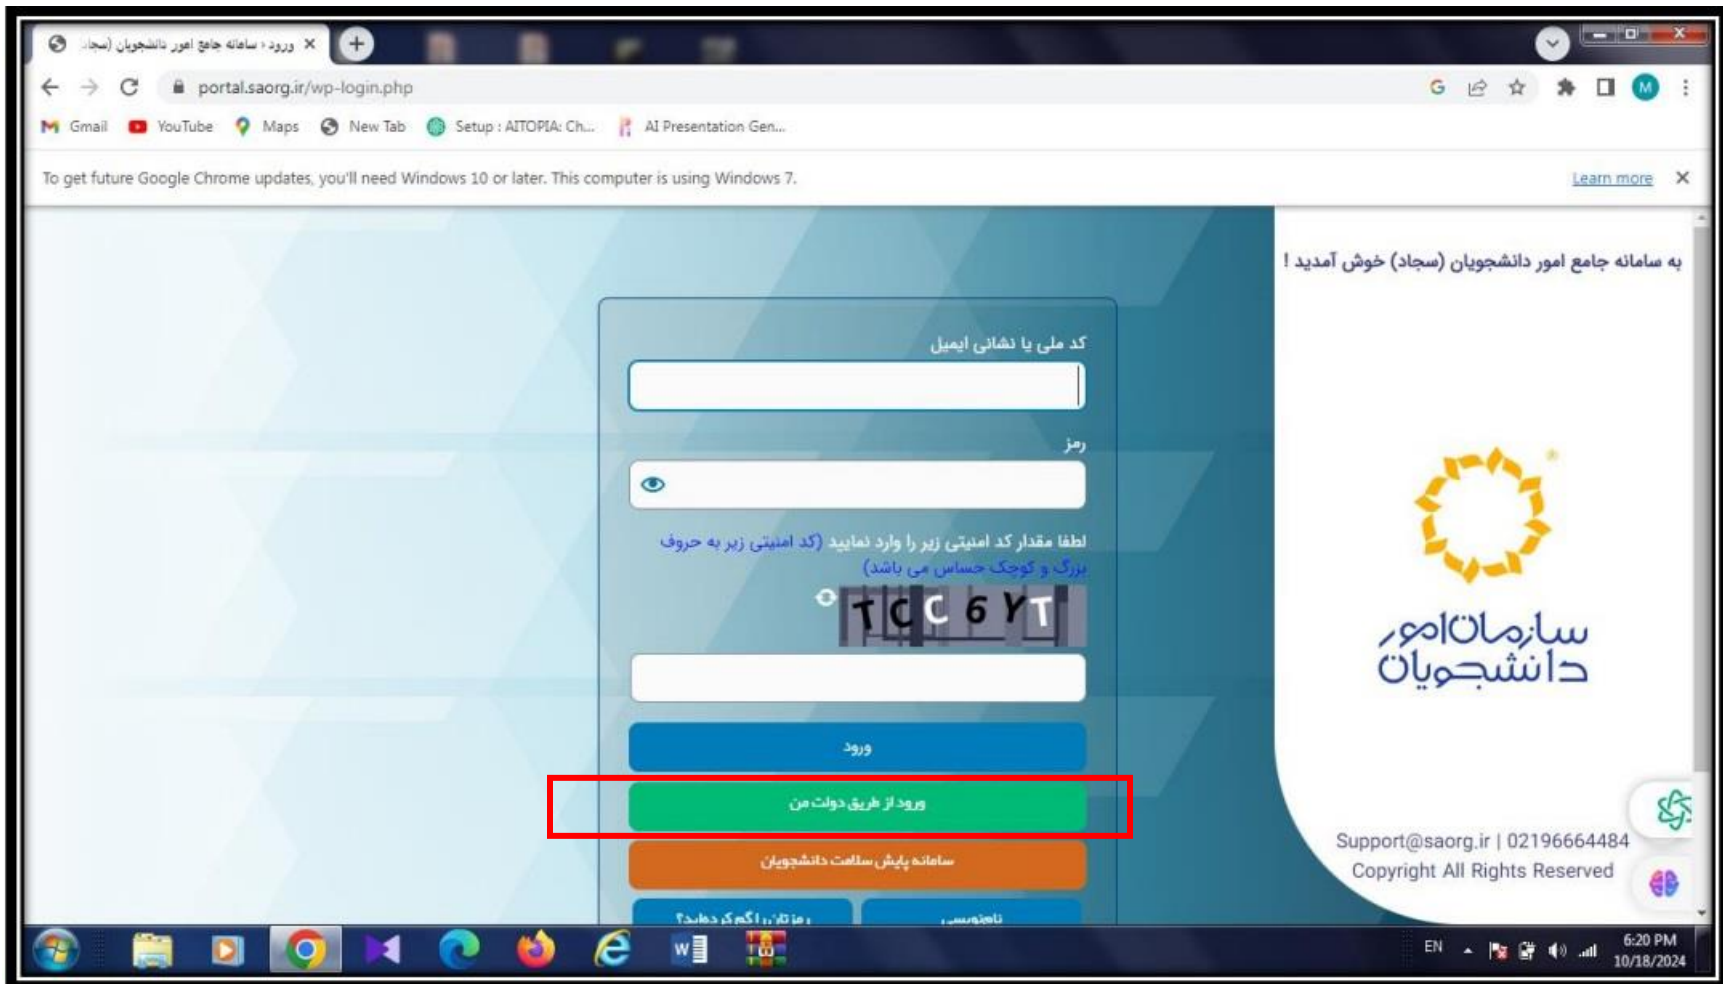 ورود ‹ سامانه جامع امور دانشجویان (سجاد
portal.saorg.ir/wp-login.php
M
Gmail
YouTube
Maps
New Tab
Setup : AITOPIA: Ch...
AI Presentation Gen...
To get future Google Chrome updates, you'll need Windows 10 or later. This computer is using Windows 7.
Learn more
به سامانه جامع امور دانشجویان (سجاد) خوش آمدید !
کد ملی یا نشانی ایمیل
رمز
لطفا مقدار کد امنیتی زیر را وارد نمایید (کد امنیتی زیر به حروف
بزرگ و کوچک حساس می باشد)
TCC6YT
ورود
ورود از طریق دولت من
سامانه پایش سلامت دانشجویان
نام‌نویسی
رمزتان را گم کرده‌اید؟
®
سازمان امور
دانشجویان
Support@saorg.ir | 02196664484
Copyright All Rights Reserved
EN
6:20 PM
10/18/2024